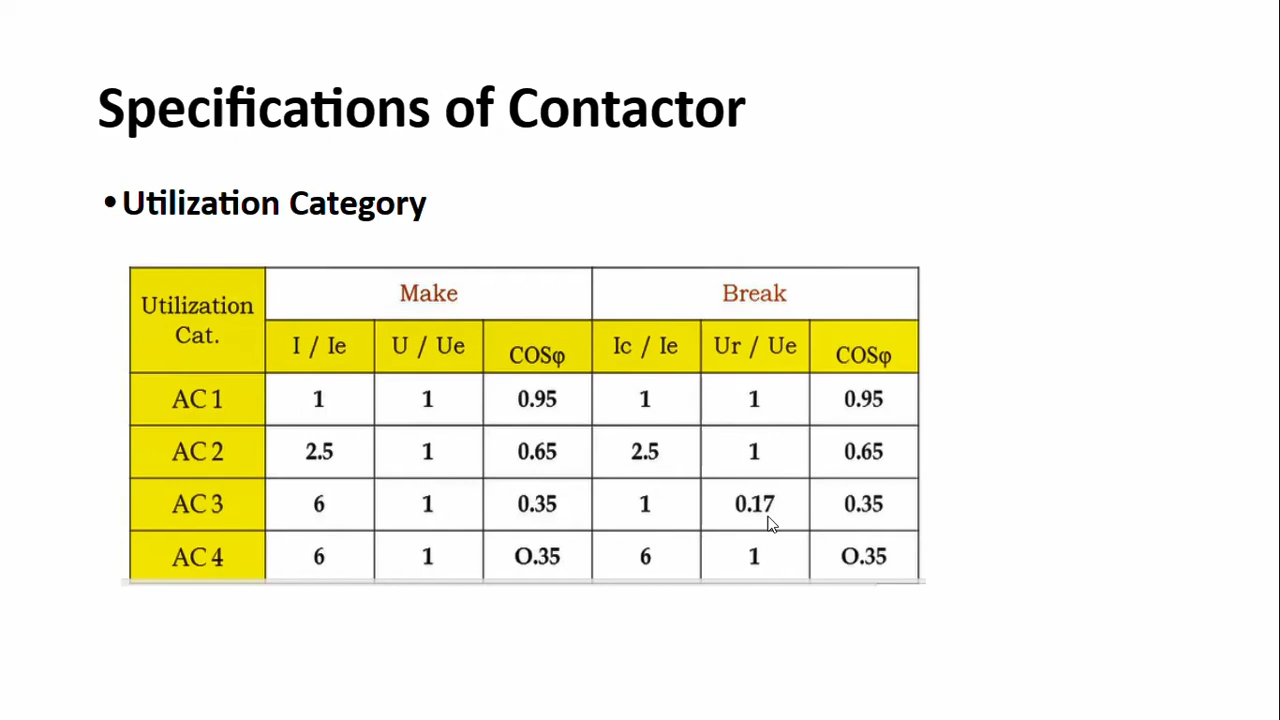 Specifications of Contactor
•Utilization Category
Utilization Cat. Make Break
I / Ie U / Ue COSφ Ic / Ie Ur / Ue COSφ
AC 1 1 1 0.95 1 1 0.95
AC 2 2.5 1 0.65 2.5 1 0.65
AC 3 6 1 0.35 1 0.17 0.35
AC 4 6 1 O.35 6 1 O.35